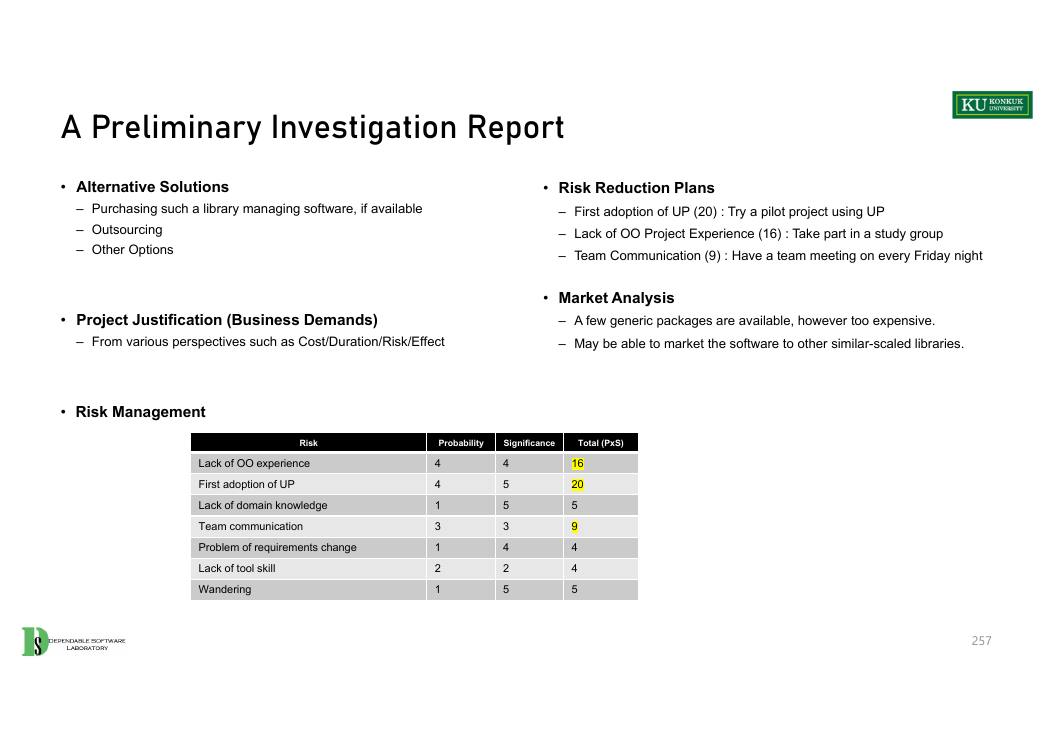 KU KONKUK
UNIVERSITY
A Preliminary Investigation Report
• Alternative Solutions
– Purchasing such a library managing software, if available
– Outsourcing
– Other Options
• Project Justification (Business Demands)
– From various perspectives such as Cost/Duration/Risk/Effect
• Risk Reduction Plans
– First adoption of UP (20) : Try a pilot project using UP
– Lack of OO Project Experience (16) : Take part in a study group
– Team Communication (9) : Have a team meeting on every Friday night
• Market Analysis
– A few generic packages are available, however too expensive.
– May be able to market the software to other similar-scaled libraries.
• Risk Management
Risk Probability Significance Total (PxS)
Lack of OO experience 4 4 16
First adoption of UP 4 5 20
Lack of domain knowledge 1 5 5
Team communication 3 3 9
Problem of requirements change 1 4 4
Lack of tool skill 2 2 4
Wandering 1 5 5
DS DEPENDABLE SOFTWARE
LABORATORY
257